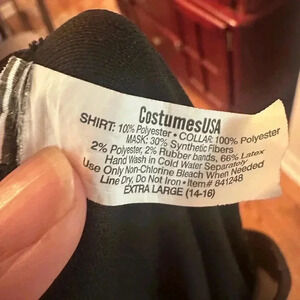 CostumesUSA
SHIRT: 100% Polyester • COLLAR: 100% Polyester
MASK: 30% Synthetic Fibers
2% Polyester, 2% Rubber bands, 66% Latex
Hand Wash in Cold Water Separately
Use Only Non-Chlorine Bleach When Needed
Line Dry, Do Not Iron • Item# 841248
EXTRA LARGE (14-16)